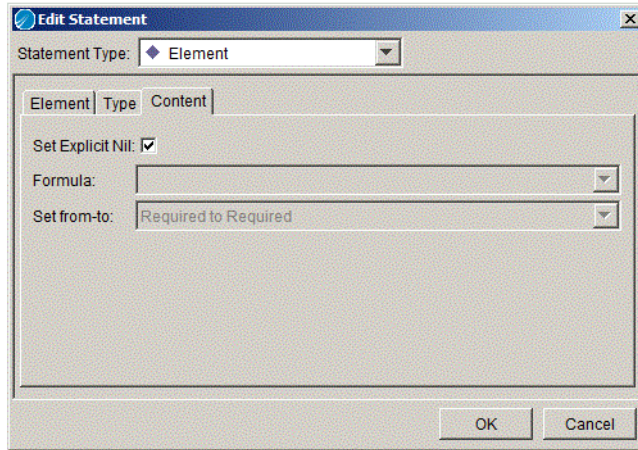 Edit Statement
Statement Type: Element
Element Type Content
Set Explicit Nil:
Formula:
Set from-to: Required to Required
OK Cancel